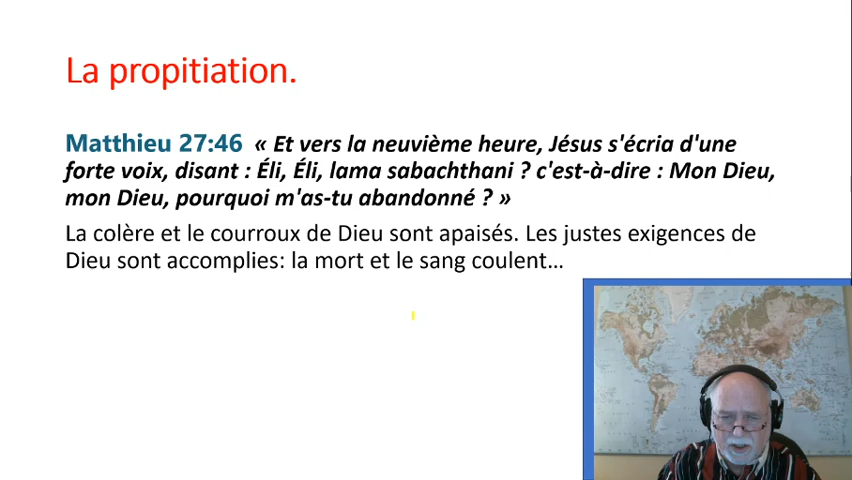 La propitiation.
Matthieu 27:46 « Et vers la neuvième heure, Jésus s'écria d'une
forte voix, disant : Éli, Éli, lama sabachthani ? c'est-à-dire : Mon Dieu,
mon Dieu, pourquoi m'as-tu abandonné ? »
La colère et le courroux de Dieu sont apaisés. Les justes exigences de
Dieu sont accomplies: la mort et le sang coulent...